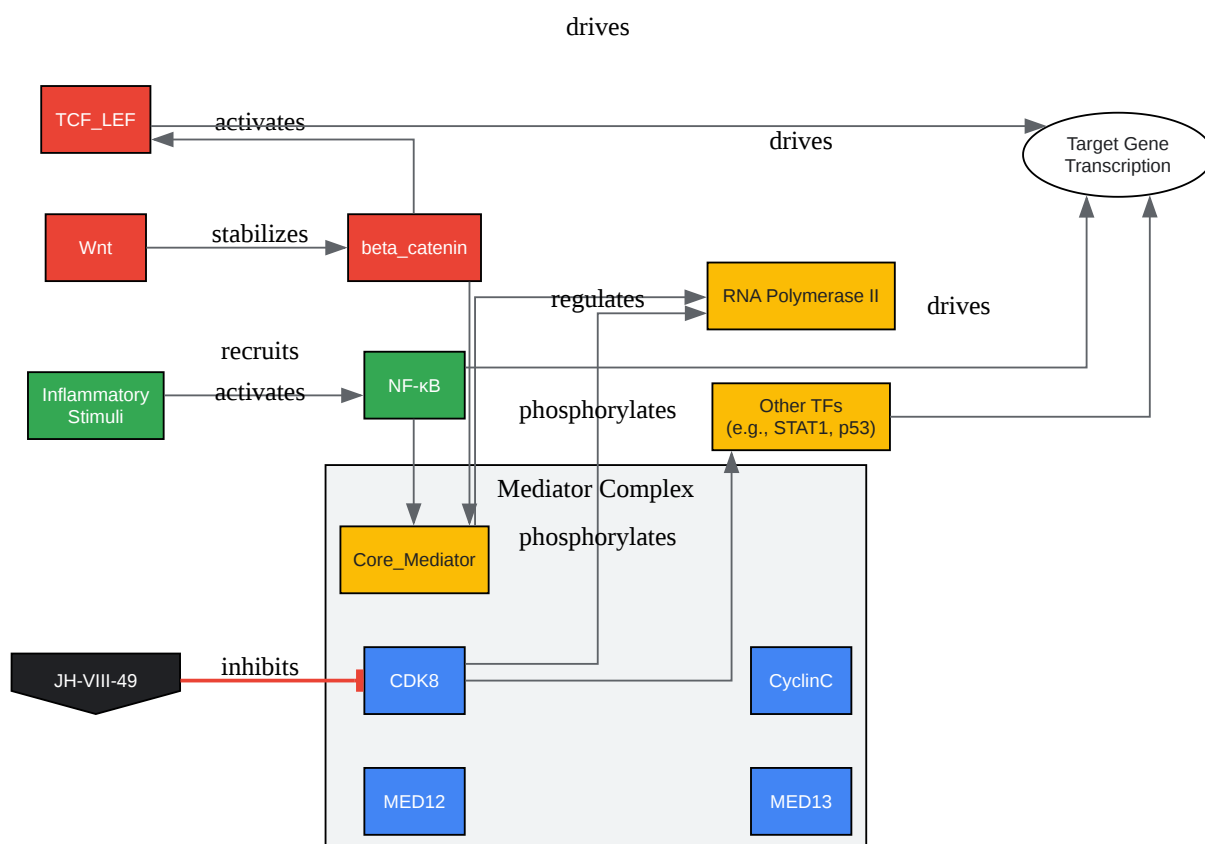 drives
TCF_LEF
activates
drives
Target Gene
Transcription
Wnt
stabilizes
beta_catenin
regulates
RNA Polymerase II
drives
recruits
Inflammatory
Stimuli
activates
NF-κB
phosphorylates
Other TFs
(e.g., STAT1, p53)
Mediator Complex
phosphorylates
Core_Mediator
JH-VIII-49
inhibits
CDK8
CyclinC
MED12
MED13